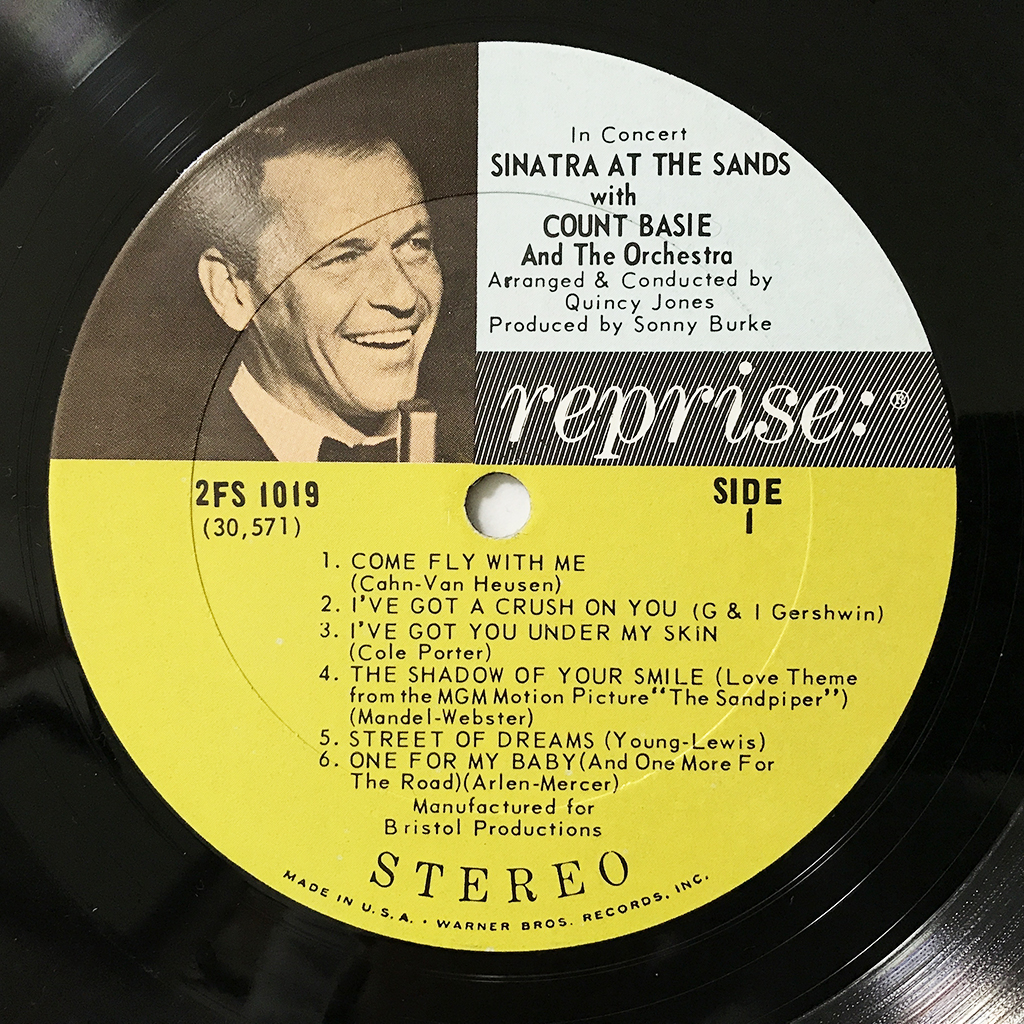 In Concert
SINATRA AT THE SANDS
with
COUNT BASIE
And The Orchestra
Arranged & Conducted by
Quincy Jones
Produced by Sonny Burke
reprise:®
2FS 1019
(30,571)
SIDE
1
1. COME FLY WITH ME
(Cahn-Van Heusen)
2. I'VE GOT A CRUSH ON YOU (G & I Gershwin)
3. I'VE GOT YOU UNDER MY SKIN
(Cole Porter)
4. THE SHADOW OF YOUR SMILE (Love Theme
from the MGM Motion Picture "The Sandpiper")
(Mandel-Webster)
5. STREET OF DREAMS (Young-Lewis)
6. ONE FOR MY BABY(And One More For
The Road)(Arlen-Mercer)
Manufactured for
Bristol Productions
STEREO
MADE IN U.S.A. • WARNER BROS. RECORDS, INC.